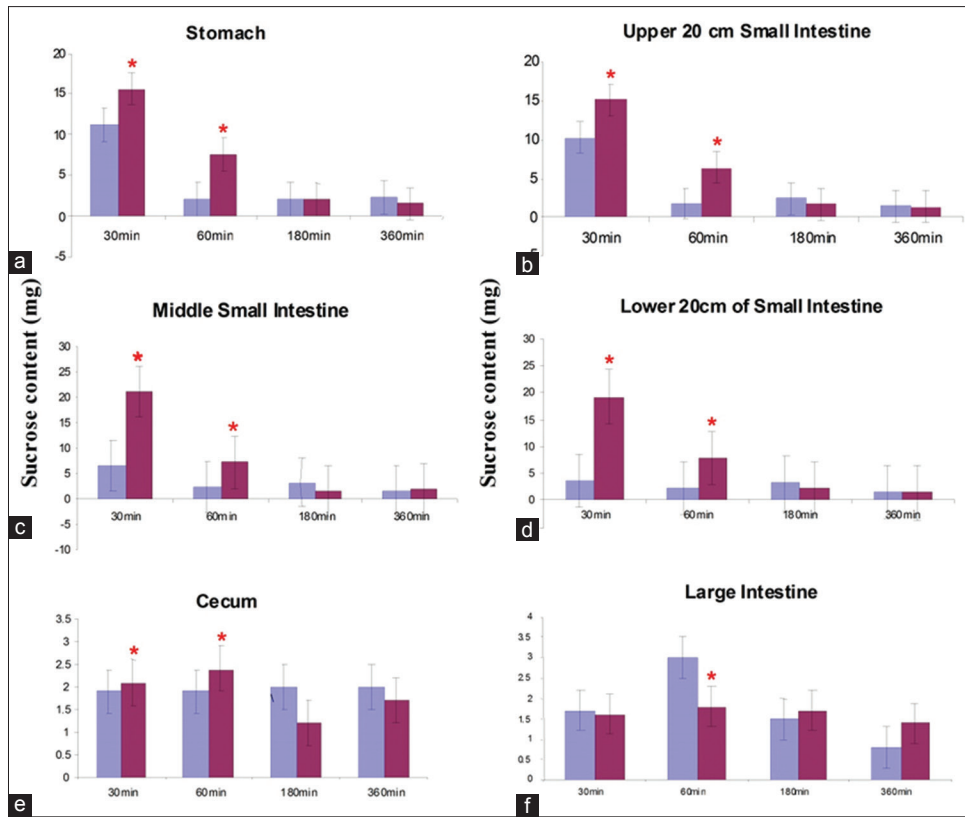 Stomach
20
15
10
5
0
-5
*
*
30min
60min
180min
360min
a
Upper 20 cm Small Intestine
20
15
10
5
0
*
*
30min
60min
180min
360min
b
Sucrose content (mg)
Middle Small Intestine
30
25
20
15
10
5
0
-5
-10
*
*
30min
60min
180min
360min
c
Sucrose content (mg)
Lower 20cm of Small Intestine
30
25
20
15
10
5
0
*
*
30min
60min
180min
360min
d
Cecum
3.5
3
2.5
2
1.5
1
0.5
0
*
*
\
30min
60min
180min
360min
e
Large Intestine
4
3.5
3
2.5
2
1.5
1
0.5
0
*
30min
60min
180min
360min
f